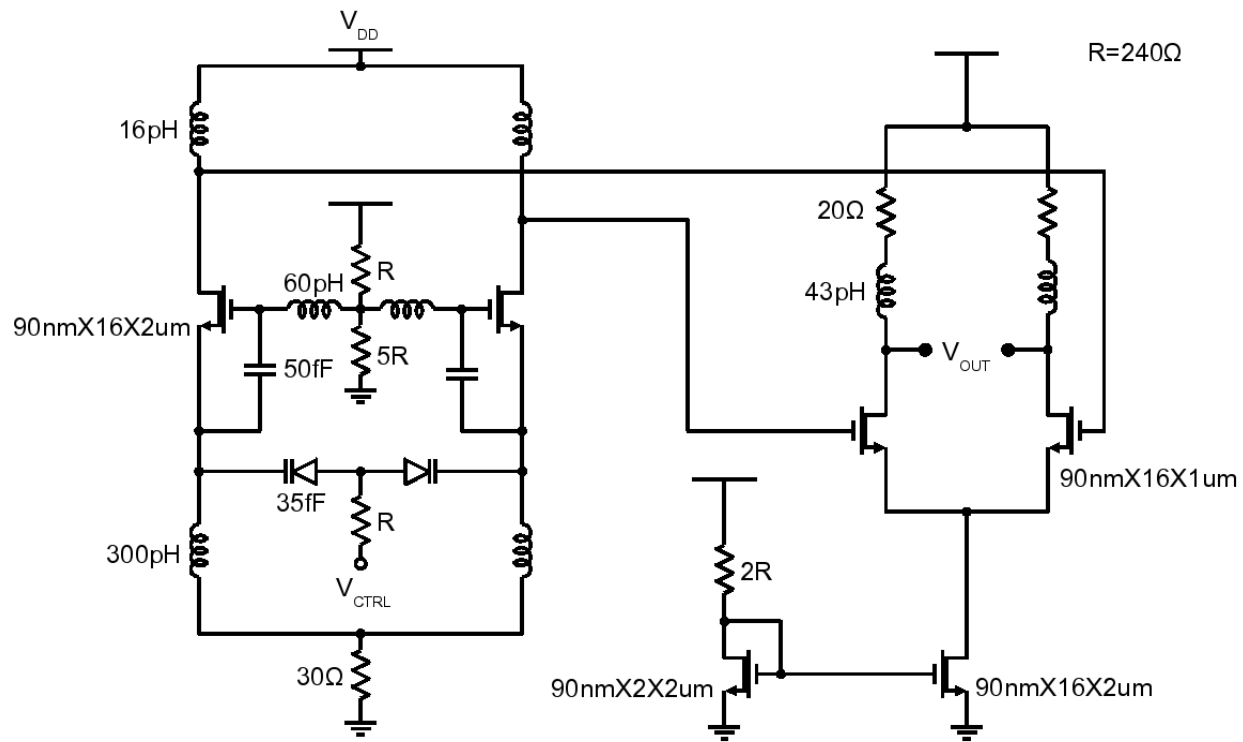 V_DD
R=240Ω
16pH
20Ω
60pH
R
43pH
90nmX16X2um
50fF
5R
V_OUT
35fF
R
90nmX16X1um
300pH
2R
V_CTRL
30Ω
90nmX2X2um
90nmX16X2um